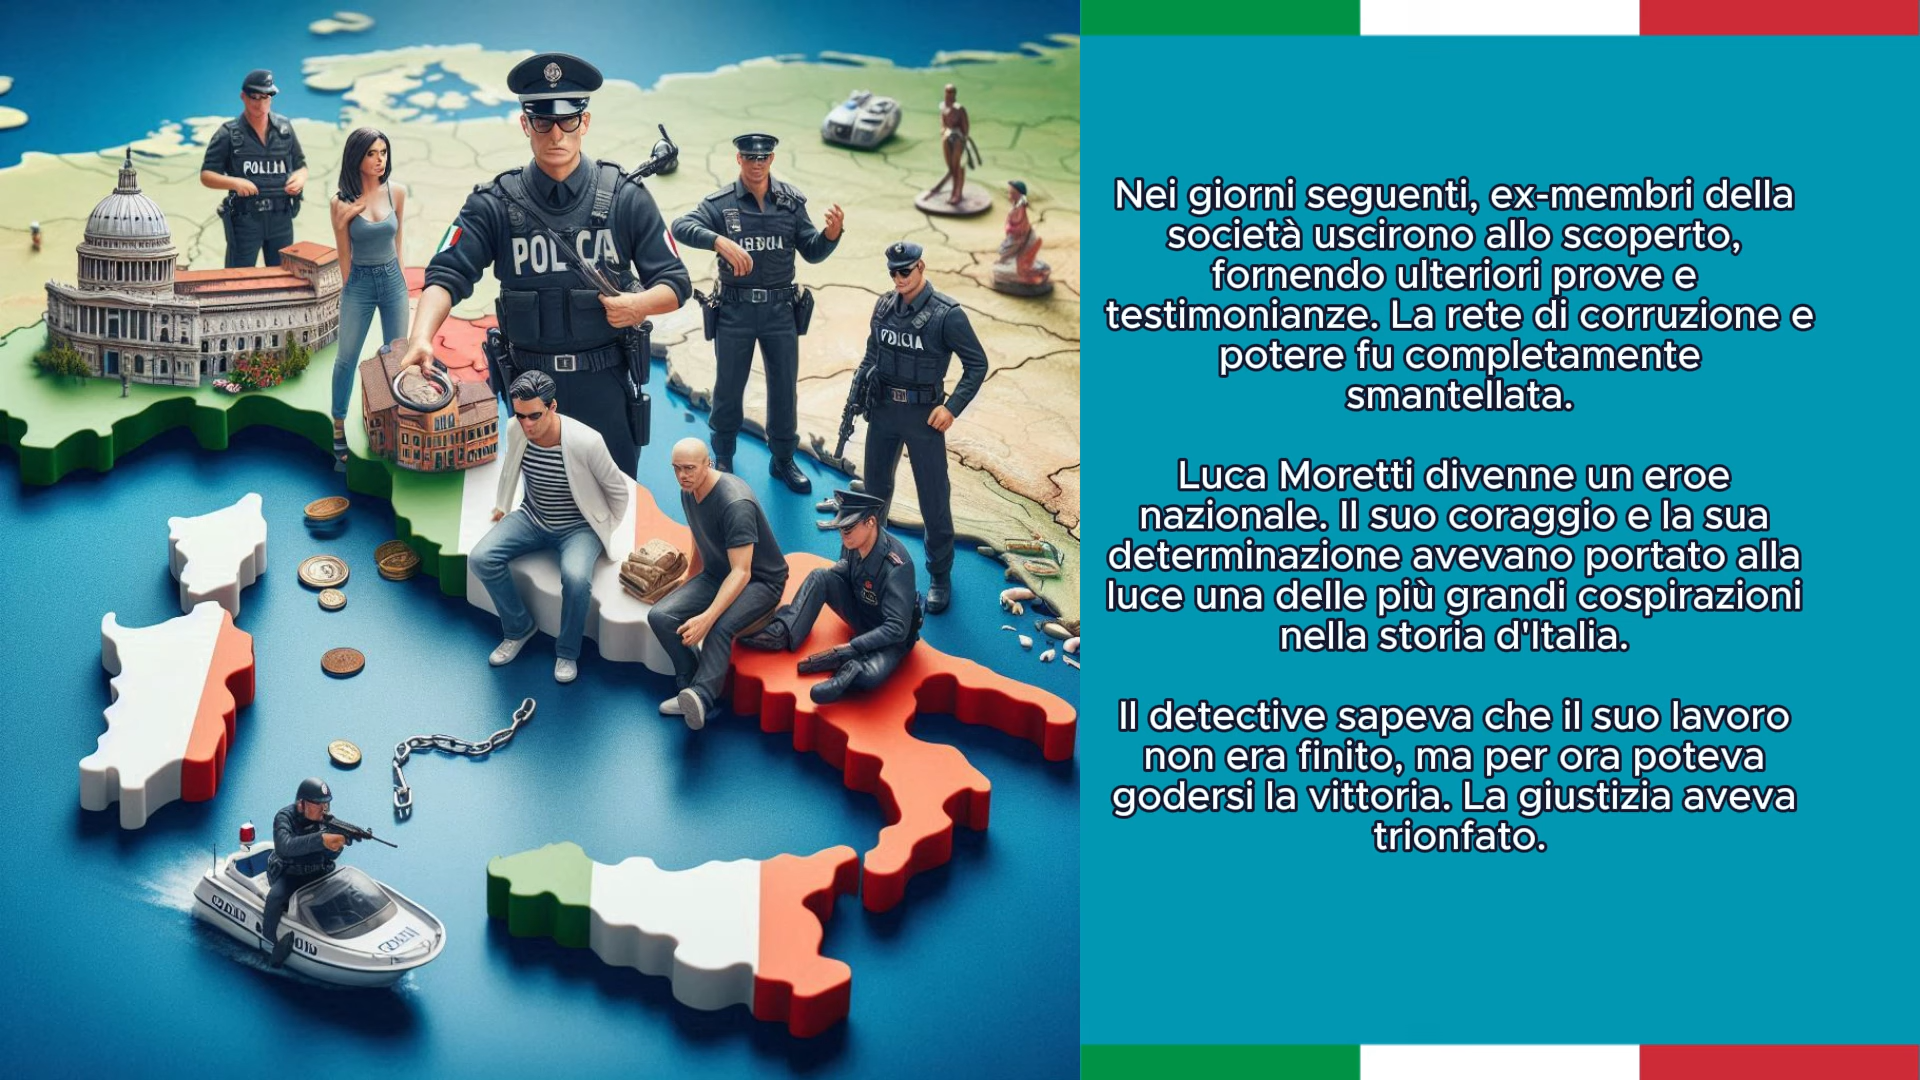 Nei giorni seguenti, ex-membri della
società uscirono allo scoperto,
fornendo ulteriori prove e
testimonianze. La rete di corruzione e
potere fu completamente
smantellata.
Luca Moretti divenne un eroe
nazionale. Il suo coraggio e la sua
determinazione avevano portato alla
luce una delle più grandi cospirazioni
nella storia d'Italia.
Il detective sapeva che il suo lavoro
non era finito, ma per ora poteva
godersi la vittoria. La giustizia aveva
trionfato.